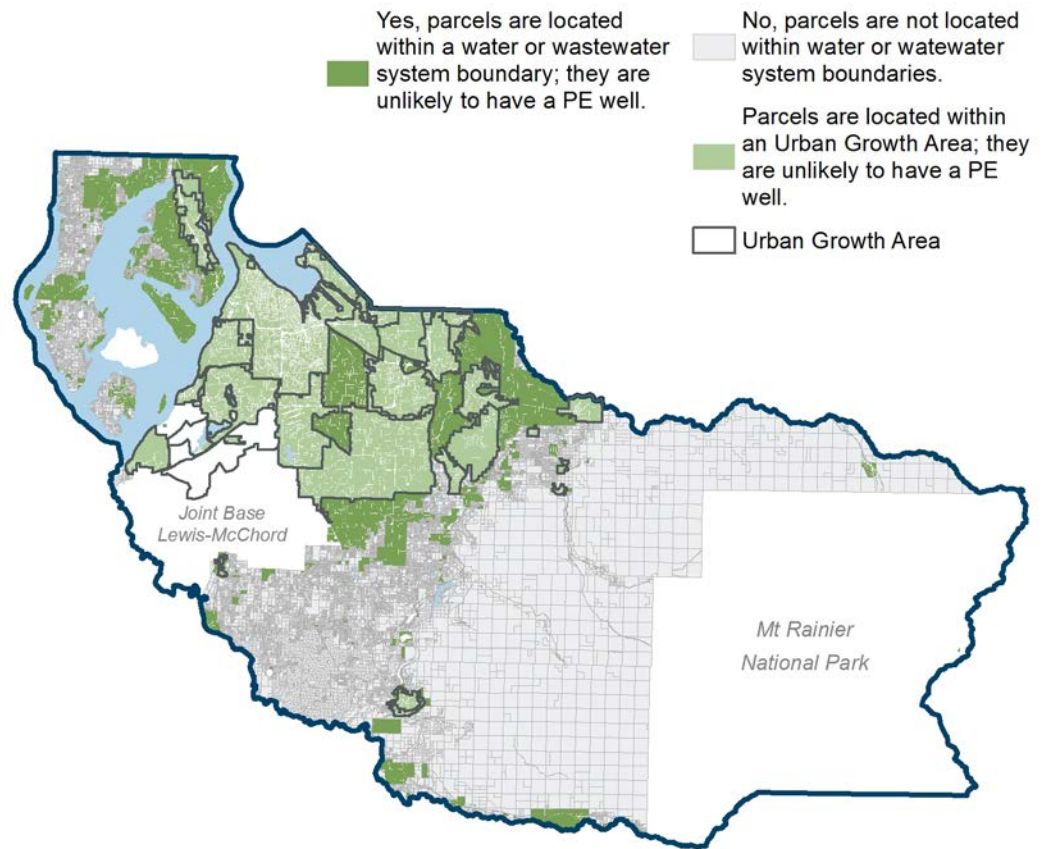 Yes, parcels are located
within a water or wastewater
system boundary; they are
unlikely to have a PE well.
No, parcels are not located
within water or watewater
system boundaries.
Parcels are located within
an Urban Growth Area; they
are unlikely to have a PE
well.
Urban Growth Area
Joint Base
Lewis-McChord
Mt Rainier
National Park